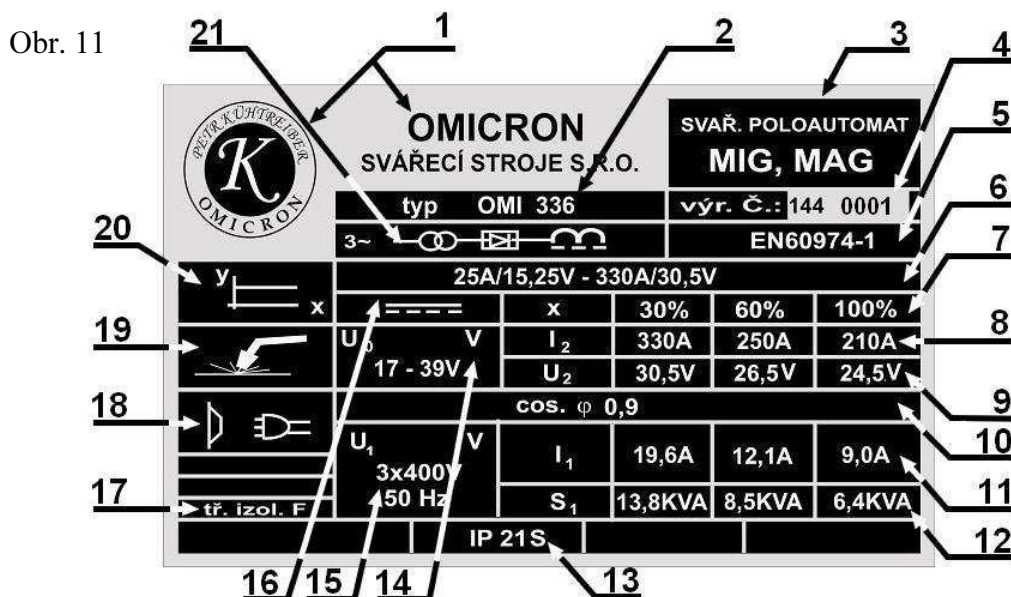 Obr. 11
21 1 2 3 4
5
6
7
8
9
10
11
12
13
14
15
16
17
18
19
20
PETR KÜHTREIBER
K
OMICRON
OMICRON
SVÁŘECÍ STROJE S.R.O.
SVAŘ. POLOAUTOMAT
MIG, MAG
typ OMI 336
výr. Č.: 144 0001
3~
EN60974-1
y
x
25A/15,25V - 330A/30,5V
x 30% 60% 100%
U0 V
17 - 39V
I2 330A 250A 210A
U2 30,5V 26,5V 24,5V
cos. φ 0,9
U1 V
3x400V
50 Hz
I1 19,6A 12,1A 9,0A
S1 13,8KVA 8,5KVA 6,4KVA
tř. izol. F
IP 21S